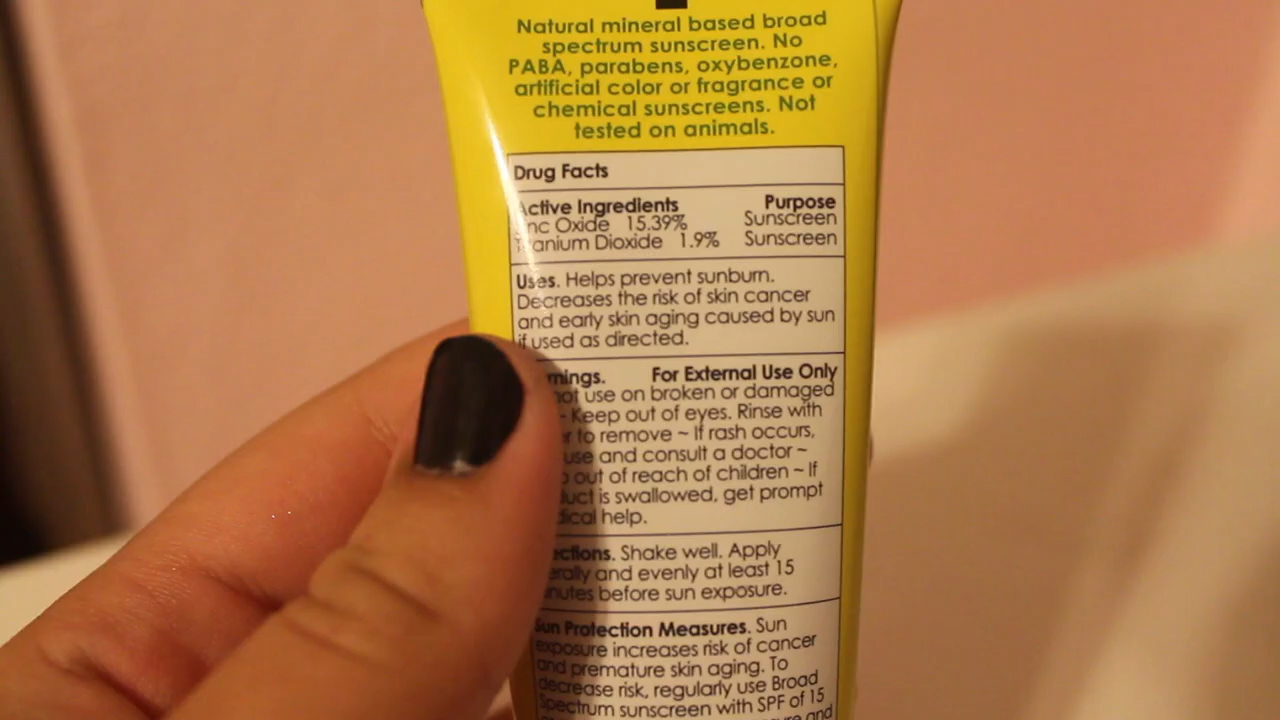 Natural mineral based broad
spectrum sunscreen. No
PABA, parabens, oxybenzone,
artificial color or fragrance or
chemical sunscreens. Not
tested on animals.
Drug Facts
Active Ingredients Purpose
Zinc Oxide 15.39% Sunscreen
Titanium Dioxide 1.9% Sunscreen
Uses. Helps prevent sunburn.
Decreases the risk of skin cancer
and early skin aging caused by sun
if used as directed.
For External Use Only
not use on broken or damaged
- Keep out of eyes. Rinse with
to remove ~ If rash occurs,
use and consult a doctor ~
out of reach of children ~ If
is swallowed, get prompt
help.
Shake well. Apply
and evenly at least 15
before sun exposure.
Sun Protection Measures. Sun
exposure increases risk of cancer
and premature skin aging. To
decrease risk, regularly use Broad
Spectrum sunscreen with SPF of 15
and